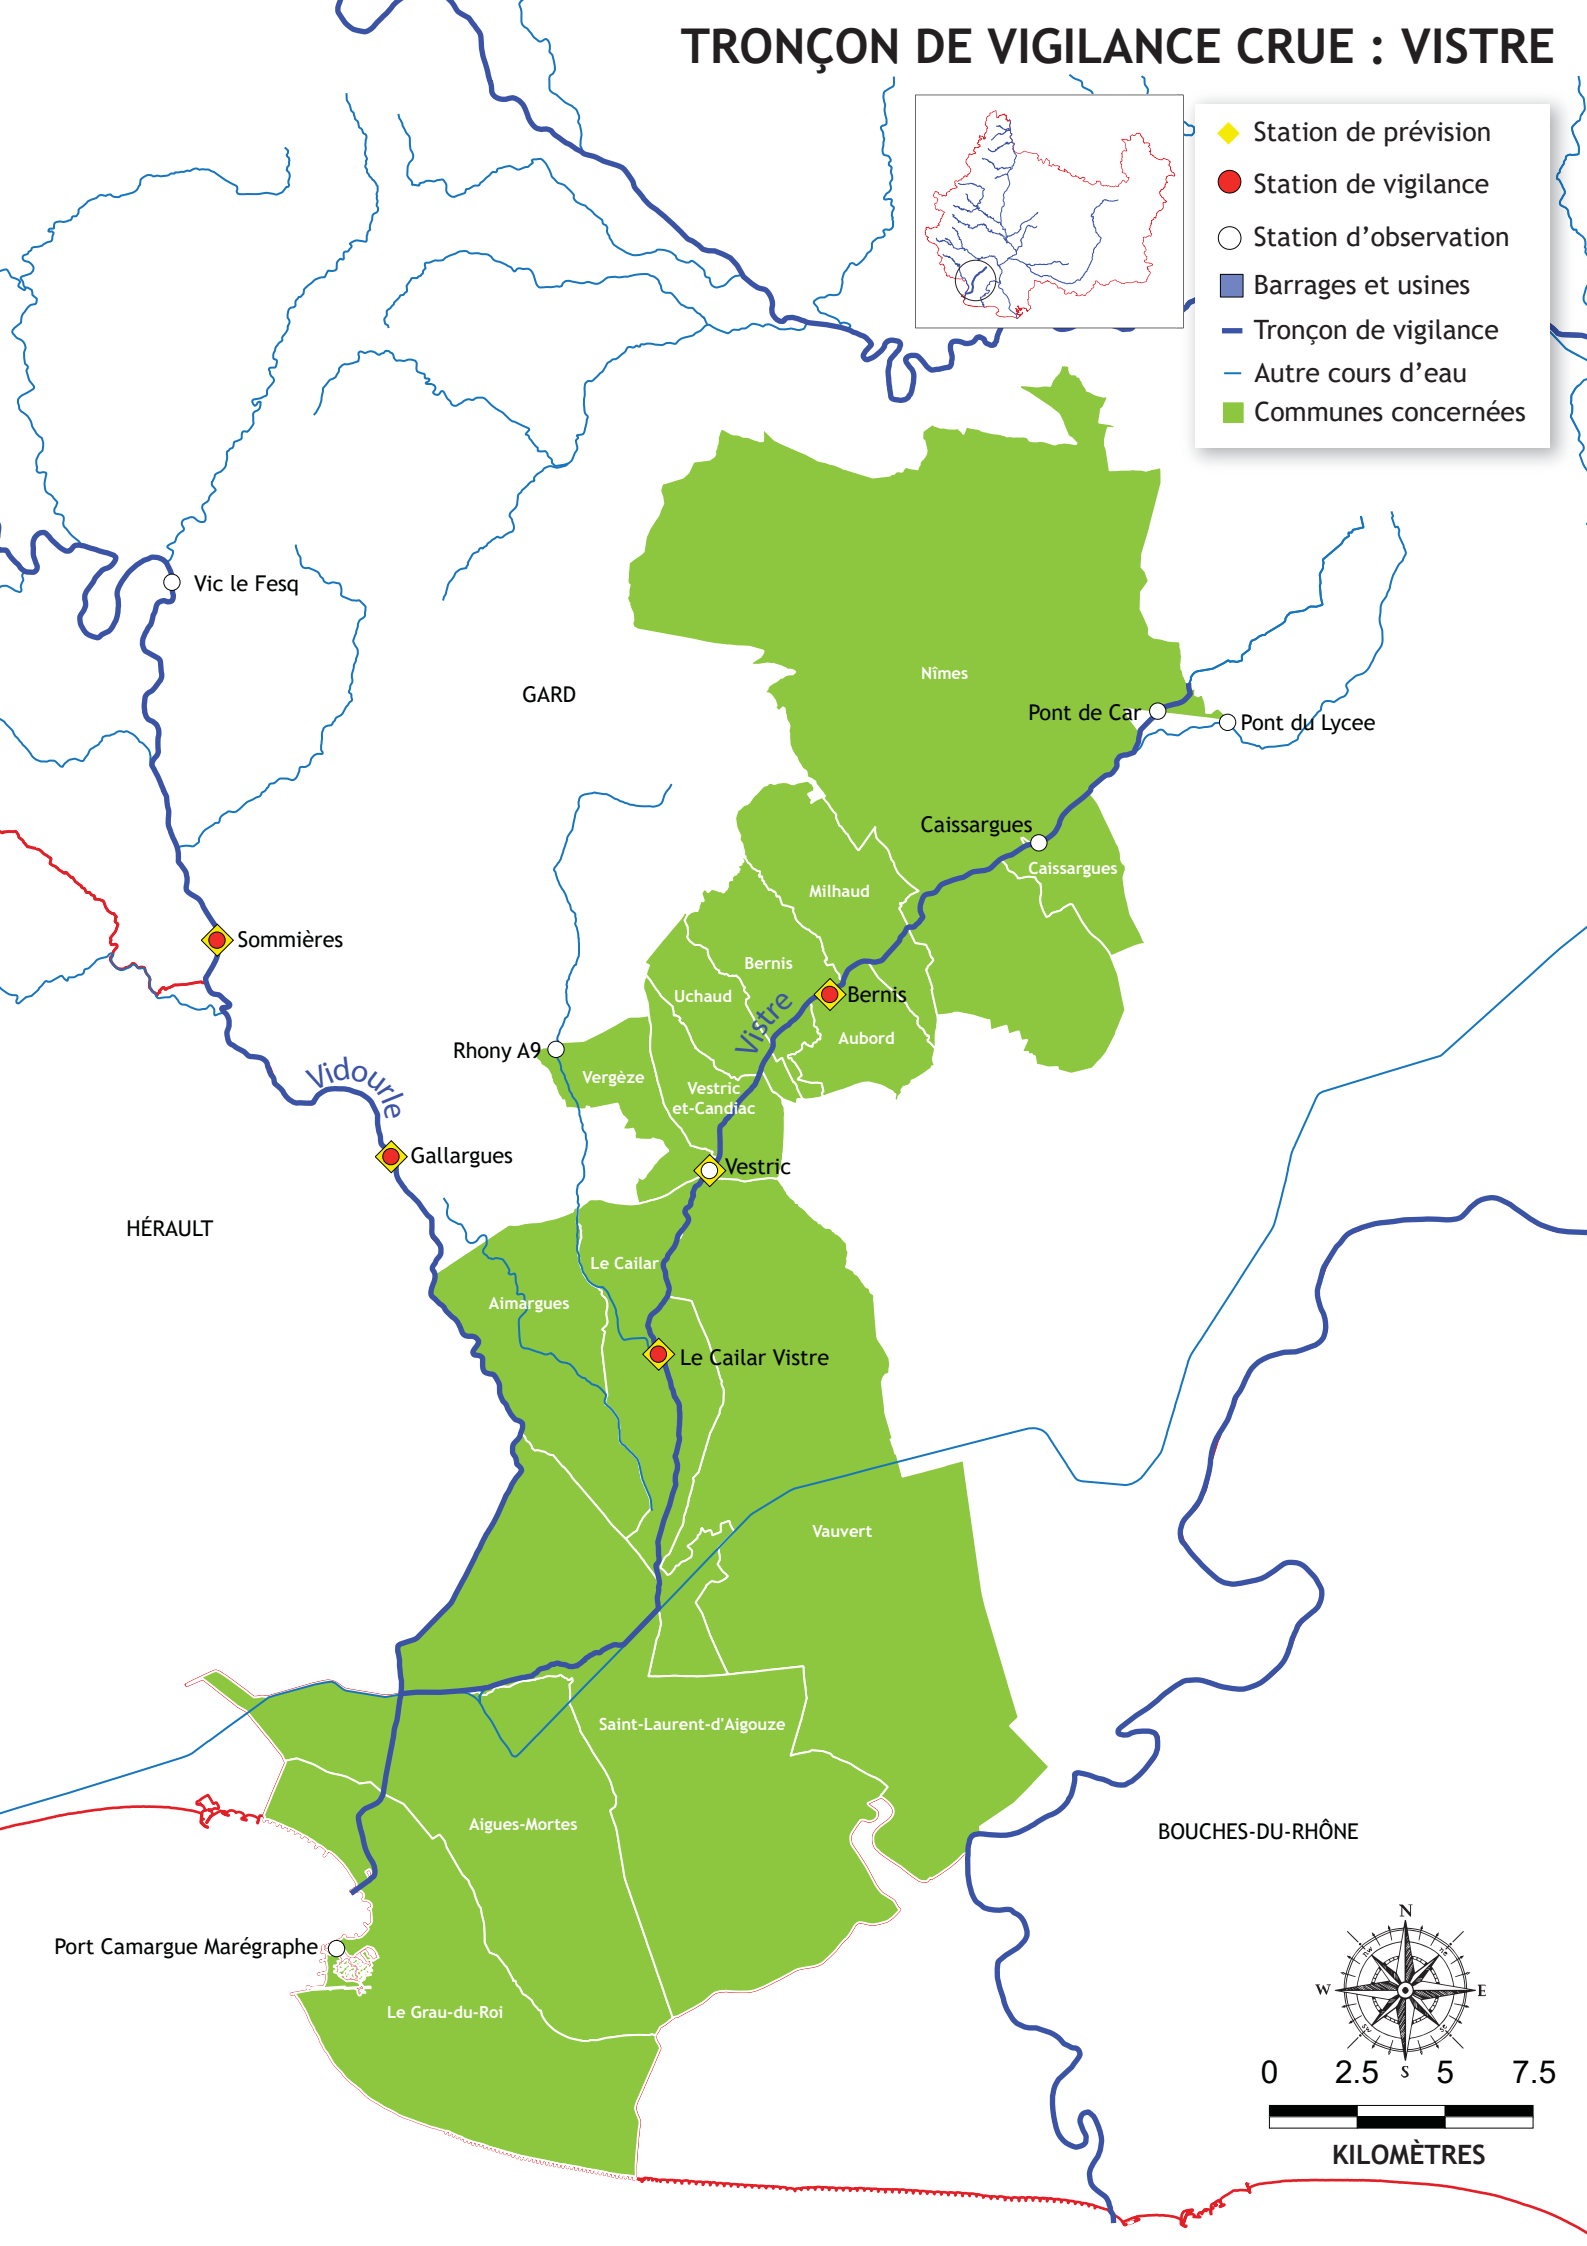 TRONÇON DE VIGILANCE CRUE : VISTRE
Station de prévision
Station de vigilance
Station d’observation
Barrages et usines
Tronçon de vigilance
Autre cours d’eau
Communes concernées
Vic le Fesq
GARD
Nîmes
Pont de Car
Pont du Lycee
Caissargues
Caissargues
Milhaud
Sommières
Bernis
Uchaud
Bernis
Vistre
Aubord
Rhony A9
Vergèze
Vestric
et-Candiac
Vidourle
Gallargues
Vestric
HÉRAULT
Le Cailar
Aimargues
Le Cailar Vistre
Vauvert
Saint-Laurent-d'Aigouze
Aigues-Mortes
BOUCHES-DU-RHÔNE
Port Camargue Marégraphe
Le Grau-du-Roi
N
nw
ne
W
E
sw
se
S
0 2.5 5 7.5
KILOMÈTRES